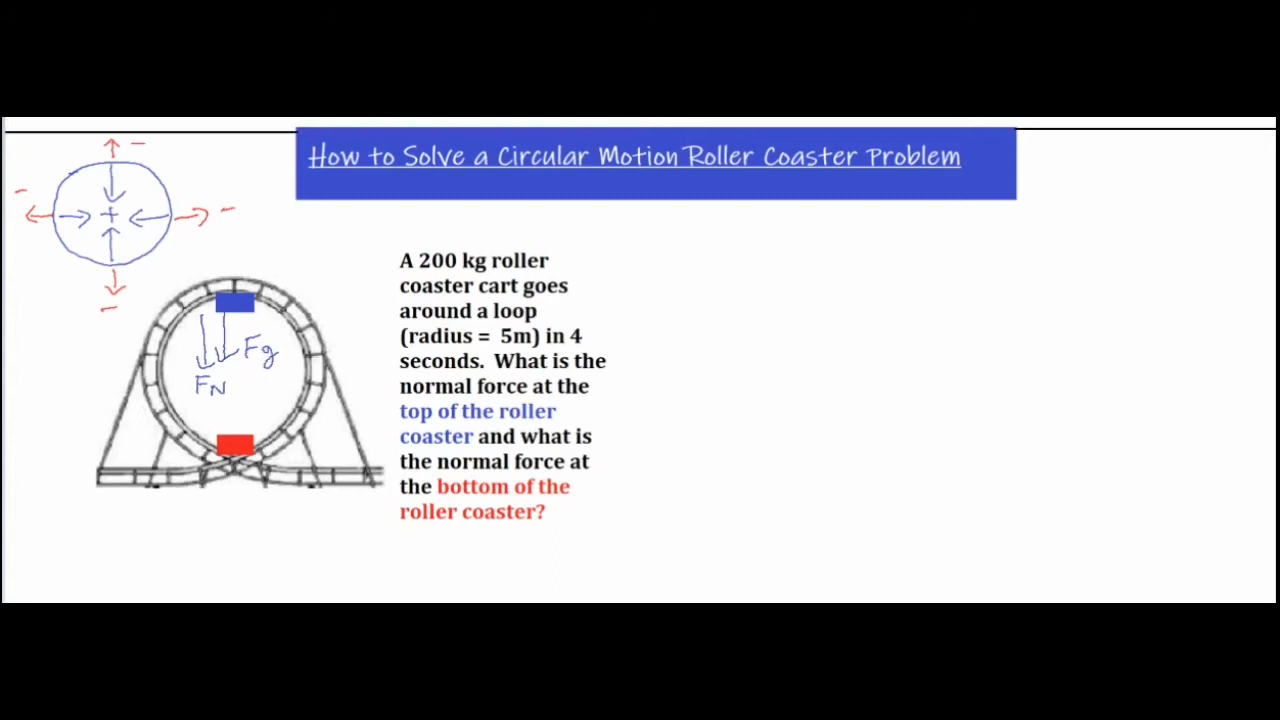 How to Solve a Circular Motion Roller Coaster Problem
-
-
-
+
-
A 200 kg roller
coaster cart goes
around a loop
(radius = 5m) in 4
seconds. What is the
normal force at the
top of the roller
coaster and what is
the normal force at
the bottom of the
roller coaster?
Fg
FN